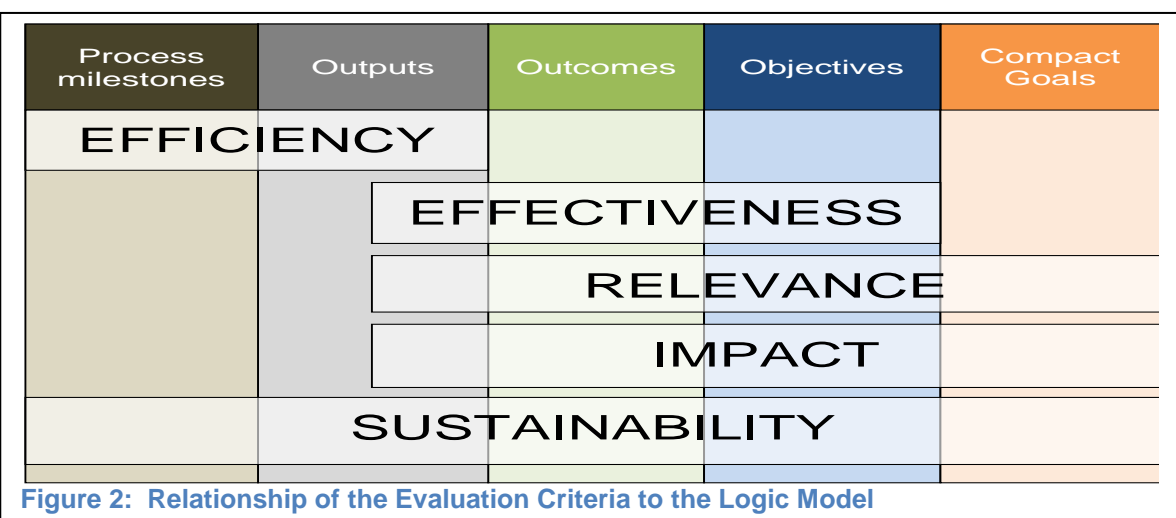 Process
milestones
Outputs
Outcomes
Objectives
Compact
Goals
EFFICIENCY
EFFECTIVENESS
RELEVANCE
IMPACT
SUSTAINABILITY
Figure 2:  Relationship of the Evaluation Criteria to the Logic Model